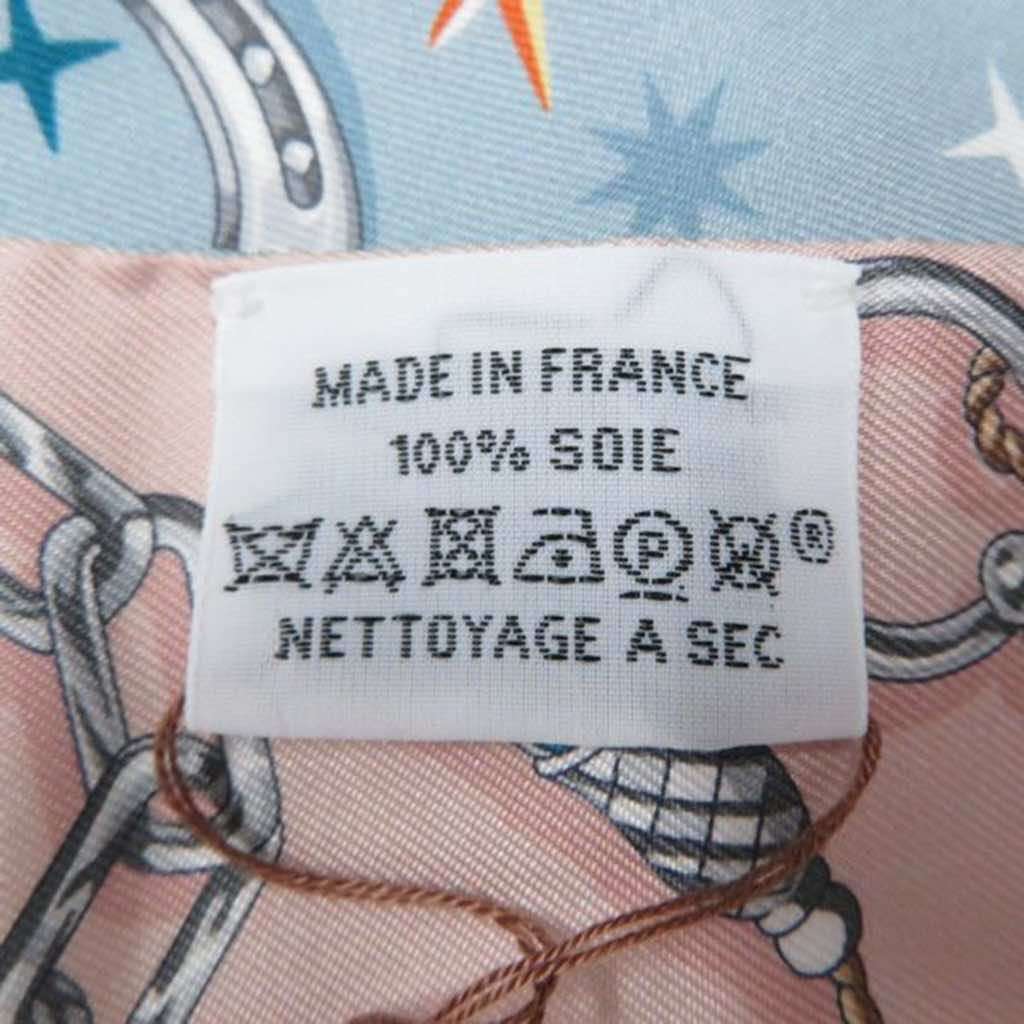 MADE IN FRANCE
100% SOIE
P W ®
NETTOYAGE A SEC